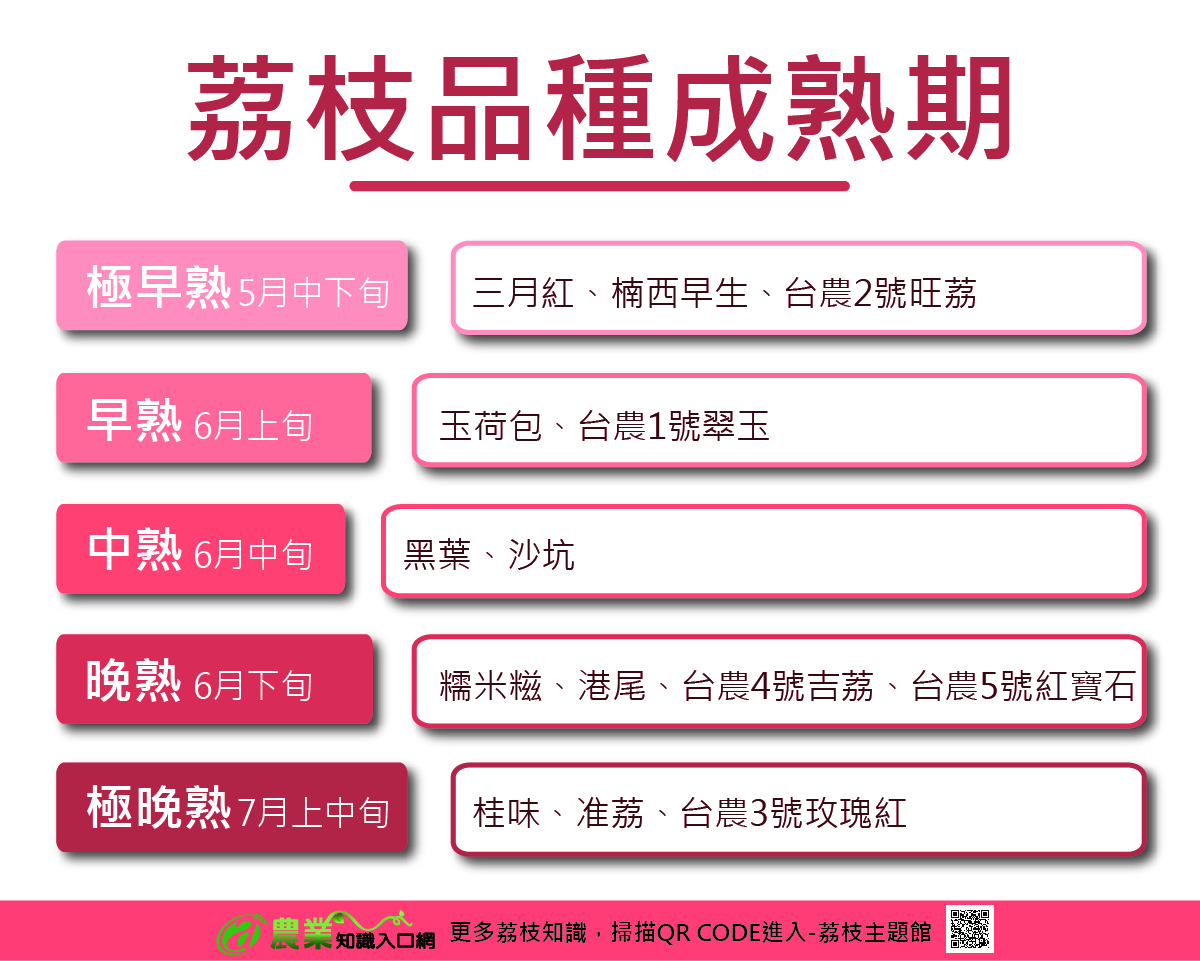 荔枝品種成熟期
極早熟 5月中下旬
三月紅、楠西早生、台農2號旺荔
早熟 6月上旬
玉荷包、台農1號翠玉
中熟 6月中旬
黑葉、沙坑
晚熟 6月下旬
糯米糍、港尾、台農4號吉荔、台農5號紅寶石
極晚熟 7月上中旬
桂味、淮荔、台農3號玫瑰紅
農業知識入口網 更多荔枝知識，掃描QR CODE進入-荔枝主題館